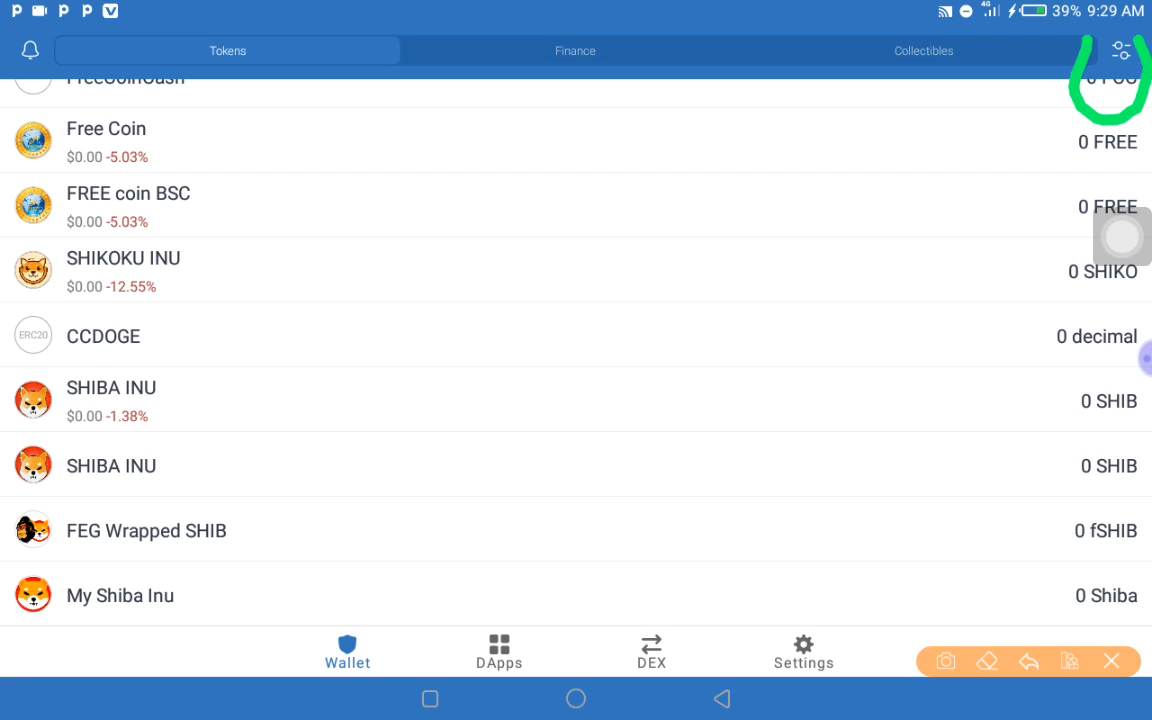 39% 9:29 AM
4G
Tokens Finance Collectibles
FreeCoinCash
Free Coin
$0.00 -5.03%
0 FREE
FREE coin BSC
$0.00 -5.03%
0 FREE
SHIKOKU INU
$0.00 -12.55%
0 SHIKO
ERC20
CCDOGE
0 decimal
SHIBA INU
$0.00 -1.38%
0 SHIB
SHIBA INU
0 SHIB
FEG Wrapped SHIB
0 fSHIB
My Shiba Inu
0 Shiba
Wallet DApps DEX Settings